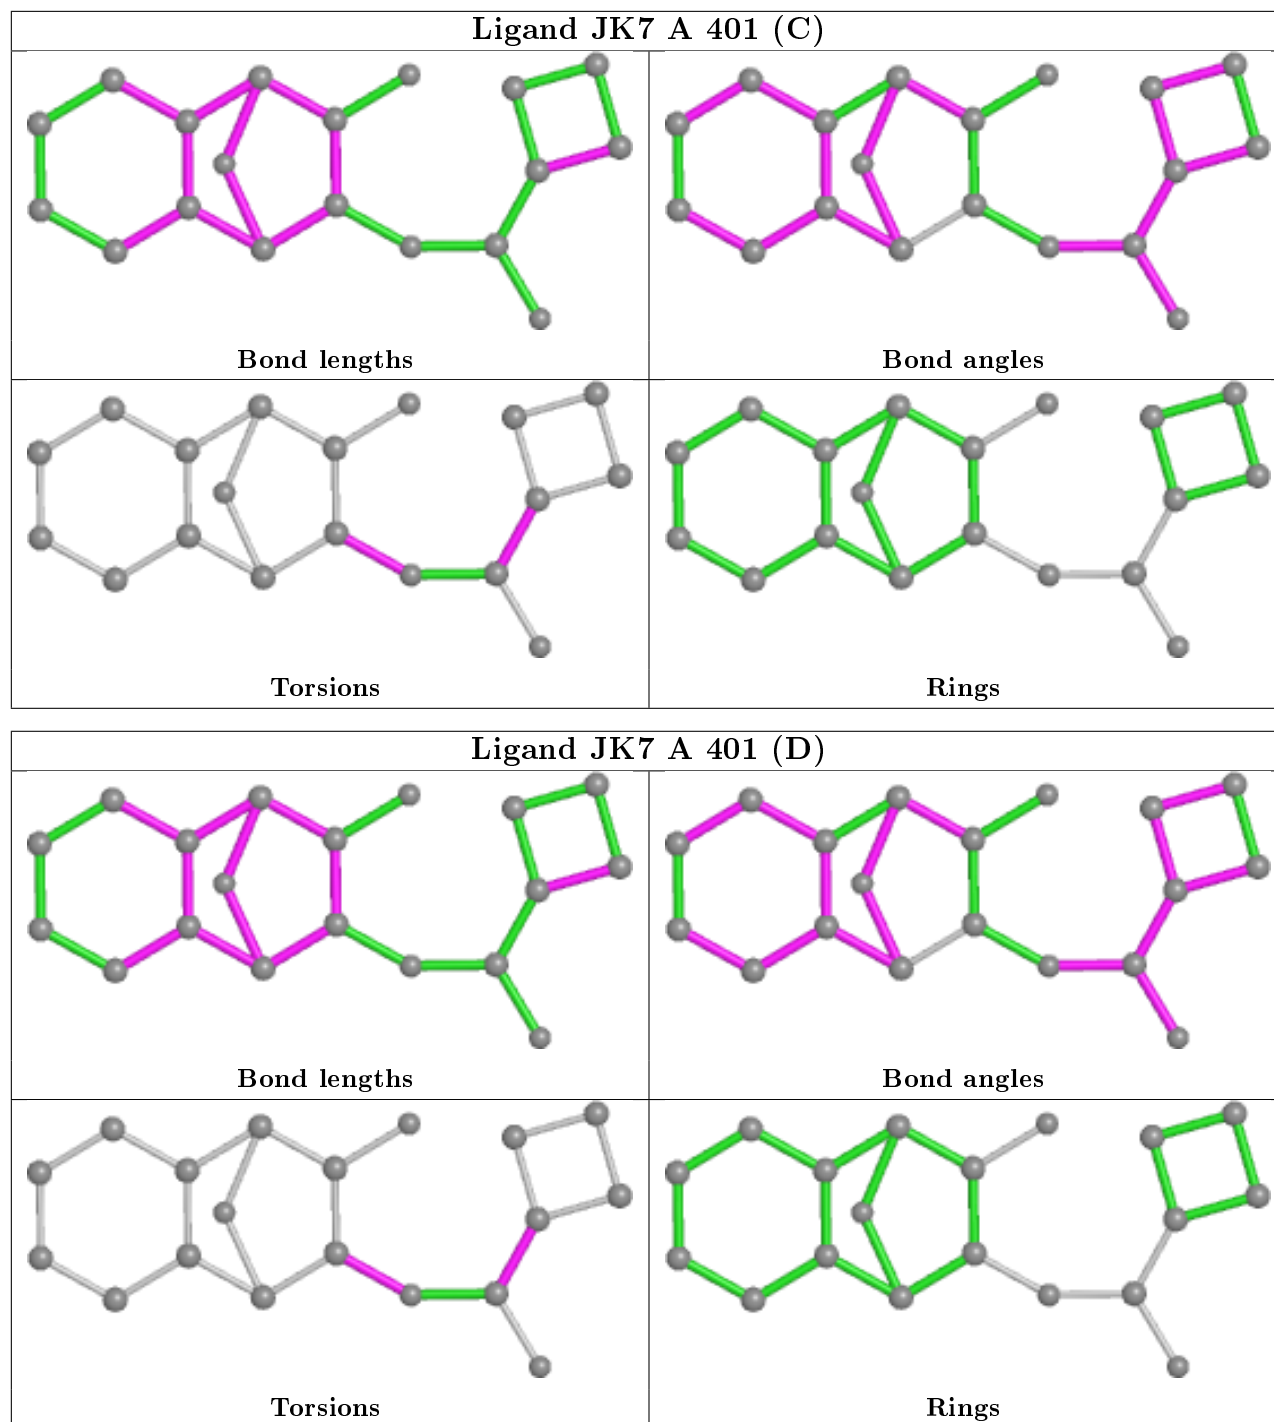 Ligand JK7 A 401 (C)
Bond lengths
Bond angles
Torsions
Rings
Ligand JK7 A 401 (D)
Bond lengths
Bond angles
Torsions
Rings